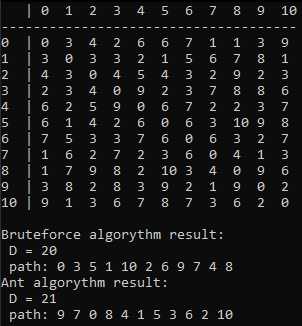 | 0 1 2 3 4 5 6 7 8 9 10
--------------------------------------
0 | 0 3 4 2 6 6 7 1 1 3 9
1 | 3 0 3 3 2 1 5 6 7 8 1
2 | 4 3 0 4 5 4 3 2 9 2 3
3 | 2 3 4 0 9 2 3 7 8 8 6
4 | 6 2 5 9 0 6 7 2 2 3 7
5 | 6 1 4 2 6 0 6 3 10 9 8
6 | 7 5 3 3 7 6 0 6 3 2 7
7 | 1 6 2 7 2 3 6 0 4 1 3
8 | 1 7 9 8 2 10 3 4 0 9 6
9 | 3 8 2 8 3 9 2 1 9 0 2
10 | 9 1 3 6 7 8 7 3 6 2 0
Bruteforce algorythm result:
D = 20
path: 0 3 5 1 10 2 6 9 7 4 8
Ant algorythm result:
D = 21
path: 9 7 0 8 4 1 5 3 6 2 10